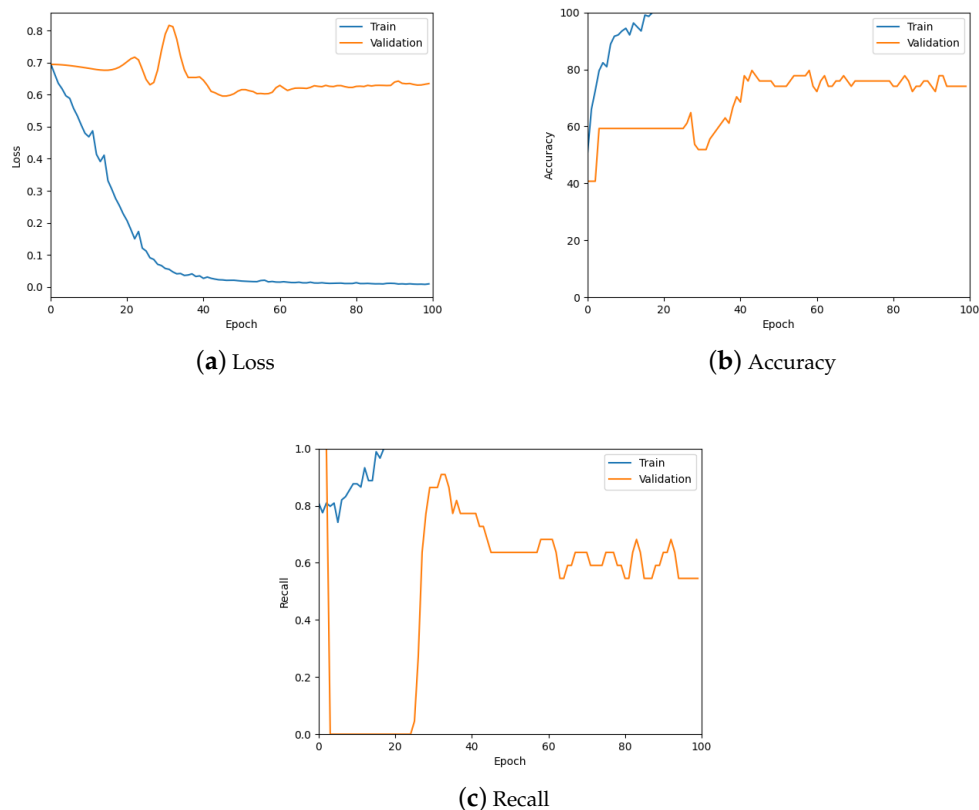 0.8
0.7
0.6
0.5
0.4
0.3
0.2
0.1
0.0
Loss
0 20 40 60 80 100
Epoch
Train
Validation
(a) Loss
100
80
60
40
20
0
Accuracy
0 20 40 60 80 100
Epoch
Train
Validation
(b) Accuracy
1.0
0.8
0.6
0.4
0.2
0.0
Recall
0 20 40 60 80 100
Epoch
Train
Validation
(c) Recall